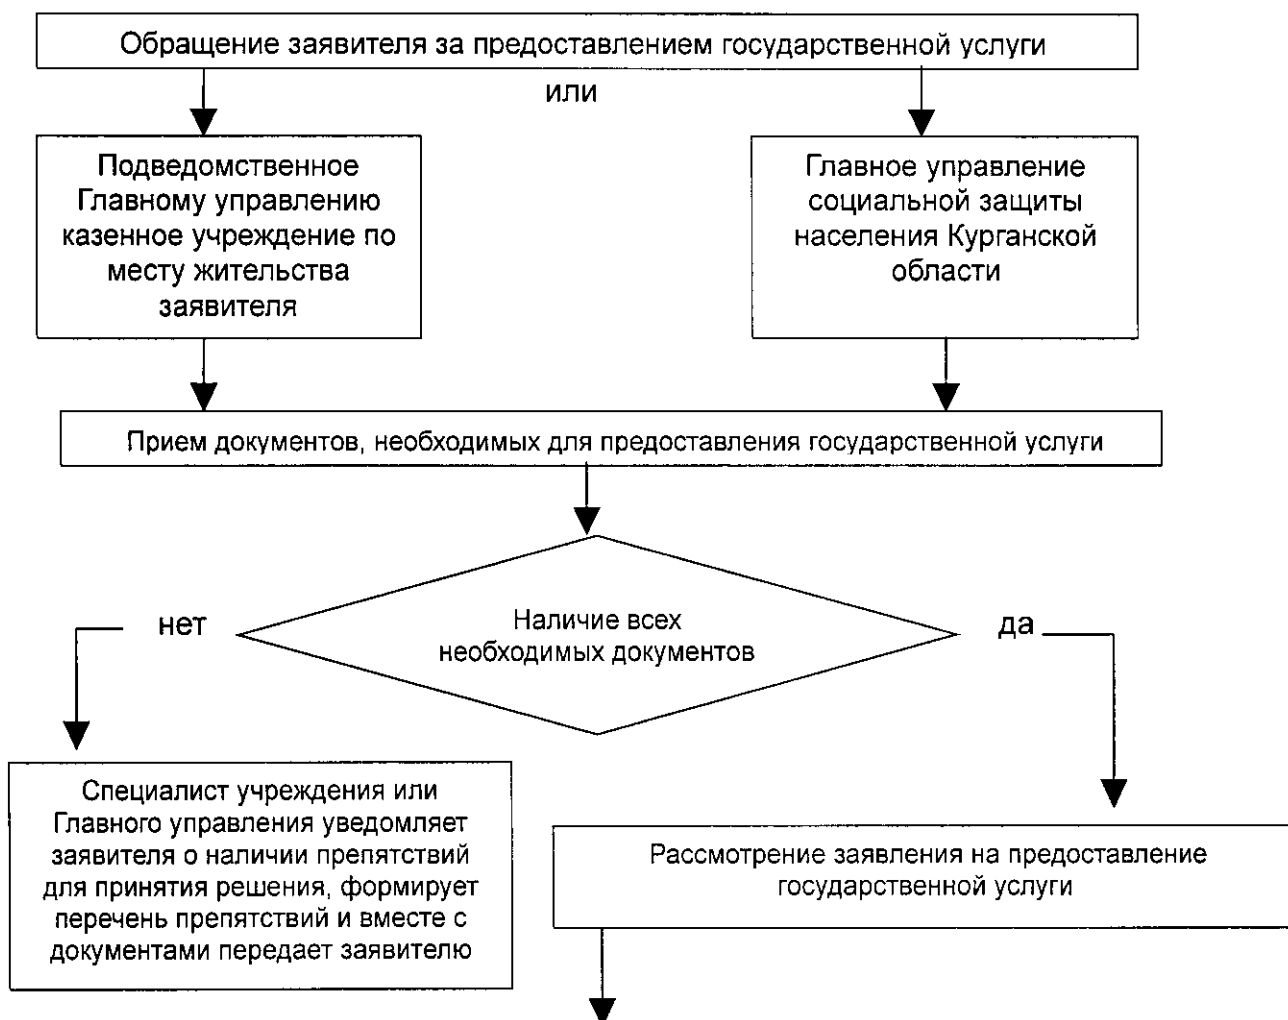 Обращение заявителя за предоставлением государственной услуги
или
Подведомственное
Главному управлению
казенное учреждение по
месту жительства
заявителя
Главное управление
социальной защиты
населения Курганской
области
Прием документов, необходимых для предоставления государственной услуги
Наличие всех
необходимых документов
нет
да
Специалист учреждения или
Главного управления уведомляет
заявителя о наличии препятствий
для принятия решения, формирует
перечень препятствий и вместе с
документами передает заявителю
Рассмотрение заявления на предоставление
государственной услуги